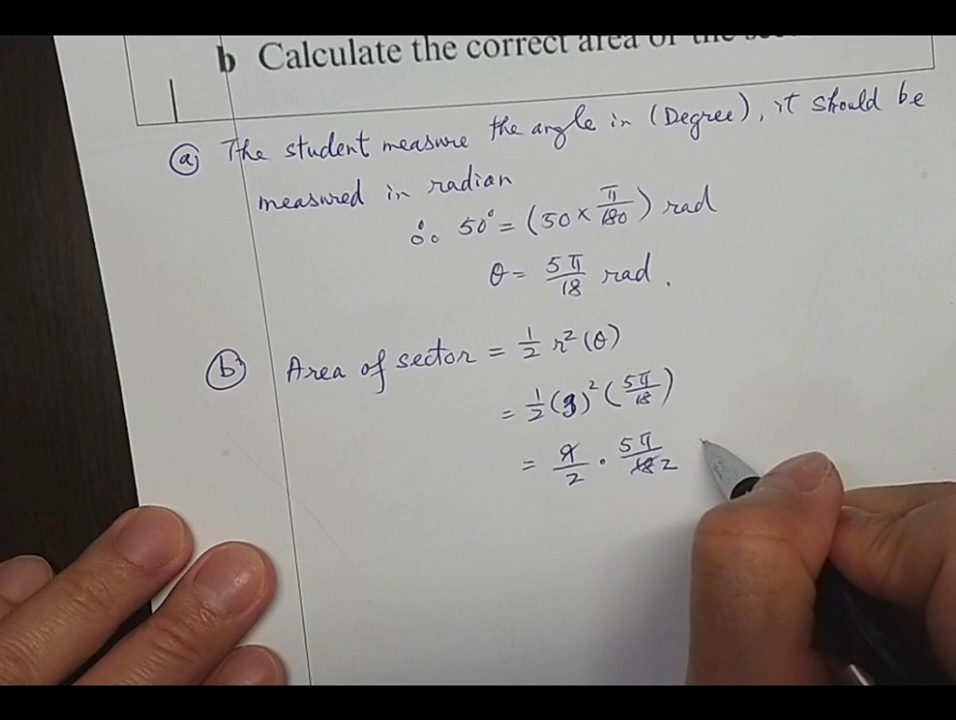 b Calculate the correct area of the
(a) The student measure the angle in (Degree), it should be
measured in radian
∴ 50° = (50 × π/180) rad
θ = 5π/18 rad.
(b) Area of sector = 1/2 r²(θ)
= 1/2 (3)² (5π/18)
= 9/2 · 5π/18 2